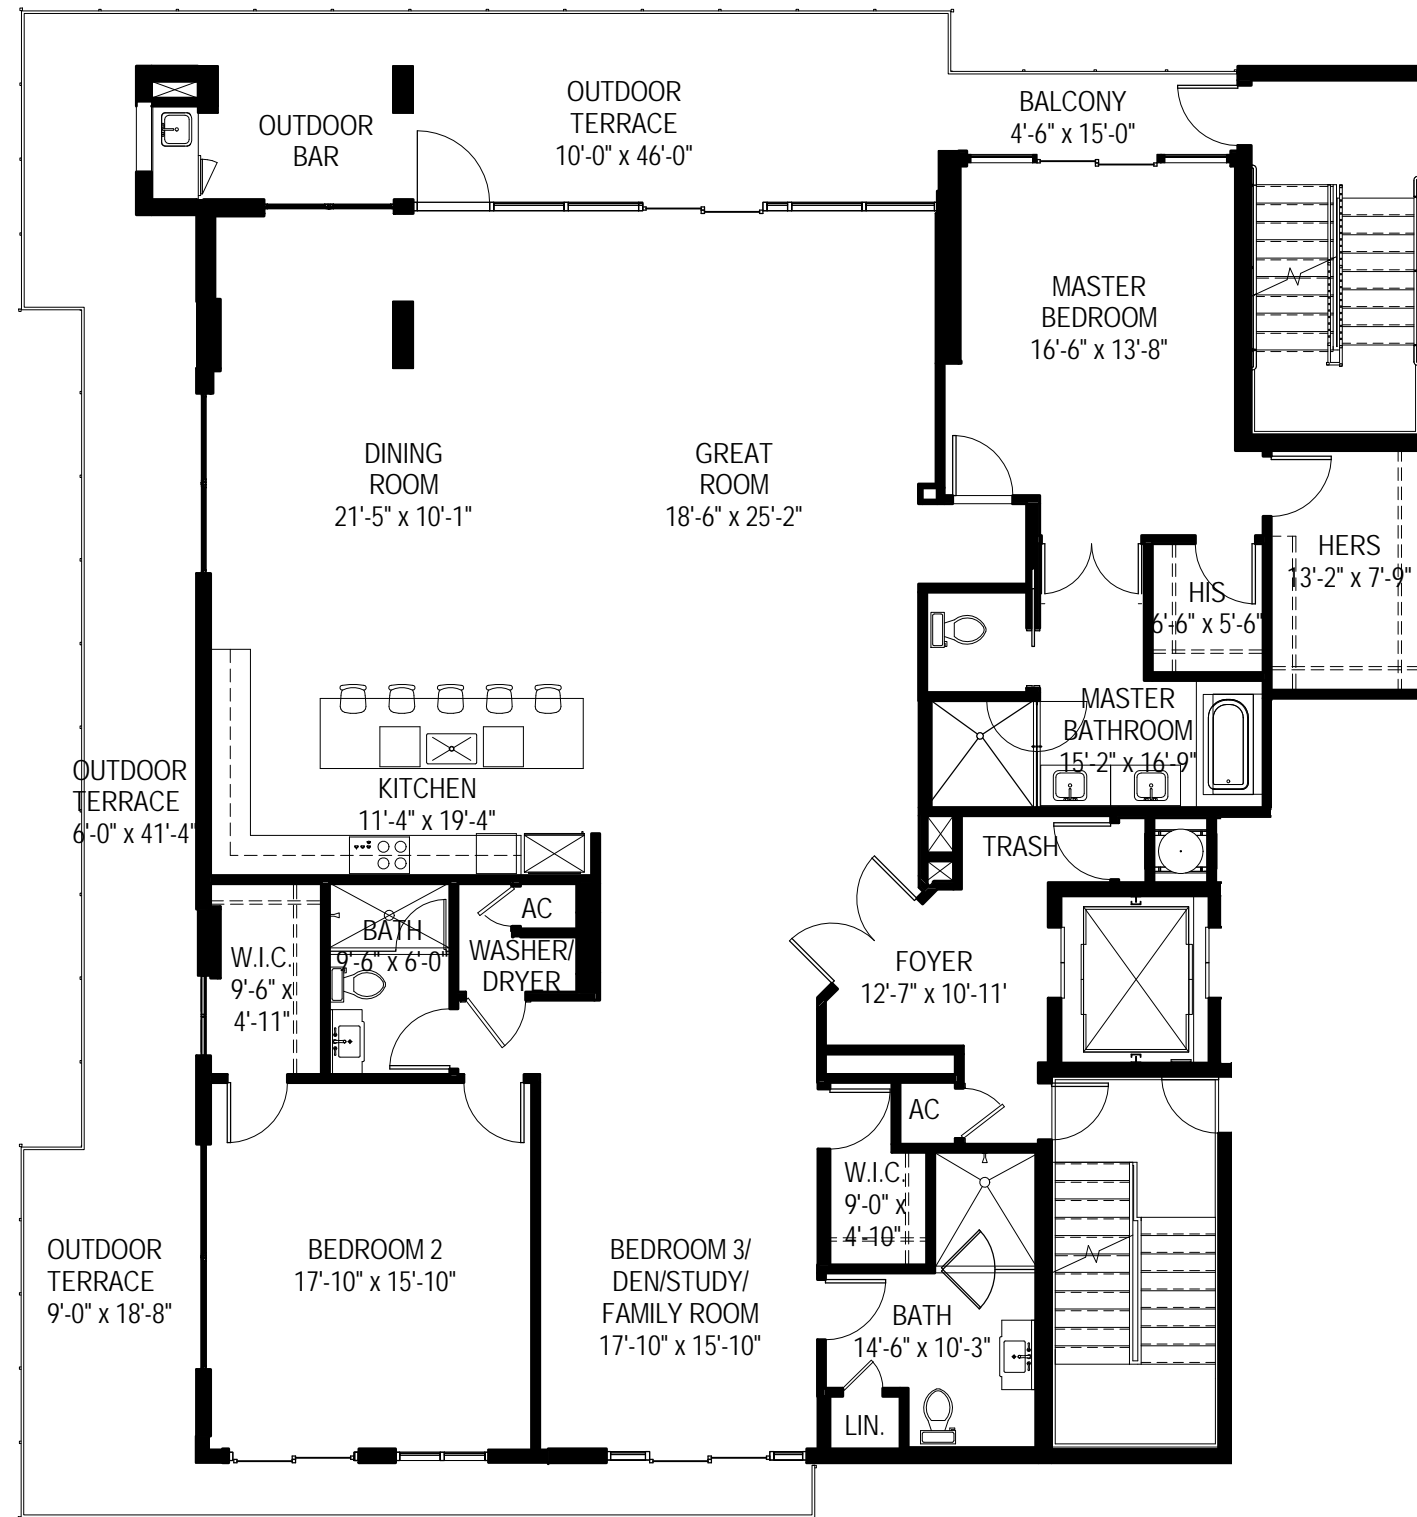 OUTDOOR
BAR
OUTDOOR
TERRACE
10'-0" x 46'-0"
BALCONY
4'-6" x 15'-0"
MASTER
BEDROOM
16'-6" x 13'-8"
DINING
ROOM
21'-5" x 10'-1"
GREAT
ROOM
18'-6" x 25'-2"
HERS
13'-2" x 7'-9"
HIS
6'-6" x 5'-6"
MASTER
BATHROOM
15'-2" x 16'-9"
OUTDOOR
TERRACE
6'-0" x 41'-4"
KITCHEN
11'-4" x 19'-4"
TRASH
AC
BATH
9'-6" x 6'-0"
WASHER/
DRYER
W.I.C.
9'-6" x
4'-11"
FOYER
12'-7" x 10'-11'
AC
W.I.C.
9'-0" x
4'-10"
OUTDOOR
TERRACE
9'-0" x 18'-8"
BEDROOM 2
17'-10" x 15'-10"
BEDROOM 3/
DEN/STUDY/
FAMILY ROOM
17'-10" x 15'-10"
BATH
14'-6" x 10'-3"
LIN.